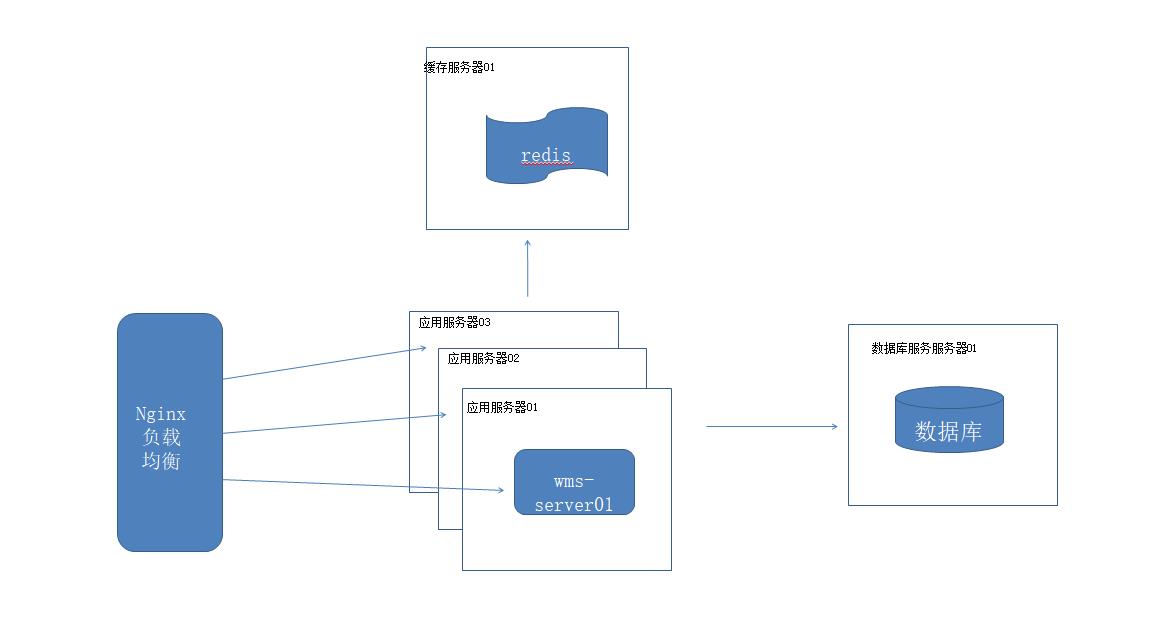 缓存服务器01
redis
应用服务器03
应用服务器02
应用服务器01
wms-
server01
Nginx
负载
均衡
数据库服务服务器01
数据库